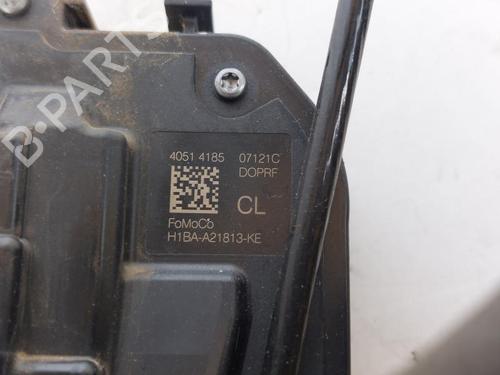 B-PARTS
4051 4185 07121C
DOPRF
CL
FoMoCo
H1BA-A21813-KE